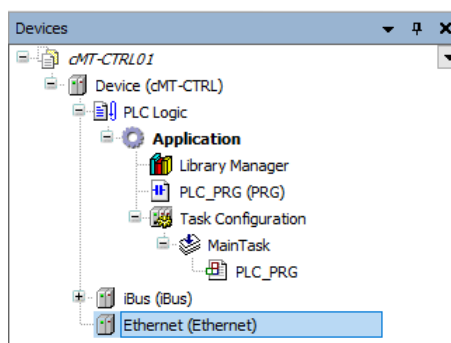 Devices
cMT-CTRL01
Device (cMT-CTRL)
PLC Logic
Application
Library Manager
PLC_PRG (PRG)
Task Configuration
MainTask
PLC_PRG
iBus (iBus)
Ethernet (Ethernet)